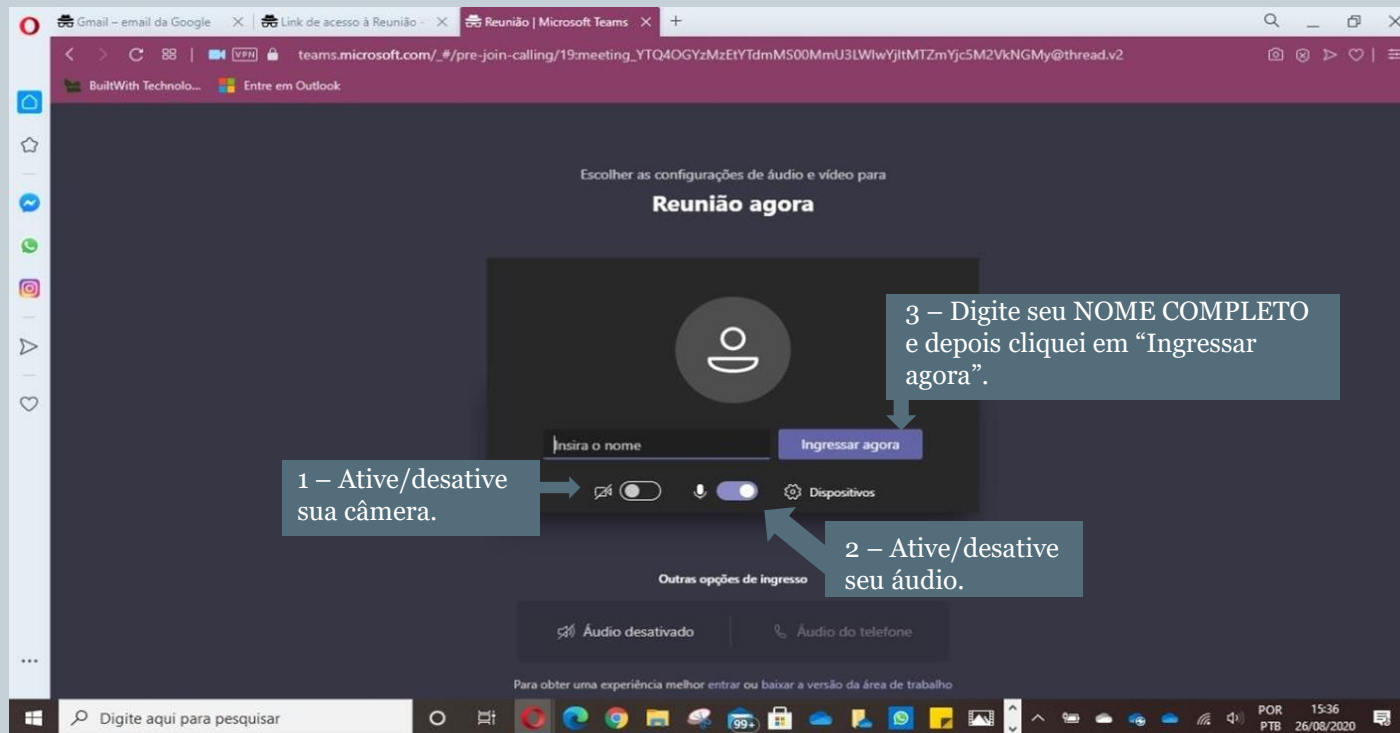 Gmail – email da Google
Link de acesso à Reunião -
Reunião | Microsoft Teams
VPN
teams.microsoft.com/_#/pre-join-calling/19:meeting_YTQ4OGYzMzEtYTdmMS00MmU3LWIwYjItMTZmYjc5M2VkNGMy@thread.v2
BuiltWith Technolo...
Entre em Outlook
Escolher as configurações de áudio e vídeo para
Reunião agora
3 – Digite seu NOME COMPLETO
e depois cliquei em “Ingressar
agora”.
Insira o nome
Ingressar agora
1 – Ative/desative
sua câmera.
Dispositivos
2 – Ative/desative
seu áudio.
Outras opções de ingresso
Áudio desativado
Áudio do telefone
Para obter uma experiência melhor entrar ou baixar a versão da área de trabalho
Digite aqui para pesquisar
99+
POR
PTB
15:36
26/08/2020